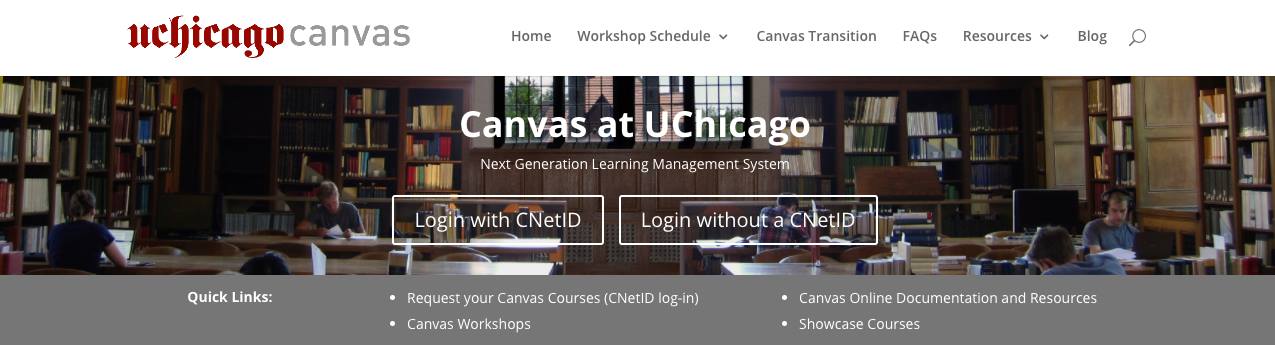 uchicago canvas
Home Workshop Schedule Canvas Transition FAQs Resources Blog
Canvas at UChicago
Next Generation Learning Management System
Login with CNetID Login without a CNetID
Quick Links:
• Request your Canvas Courses (CNetID log-in)
• Canvas Workshops
• Canvas Online Documentation and Resources
• Showcase Courses